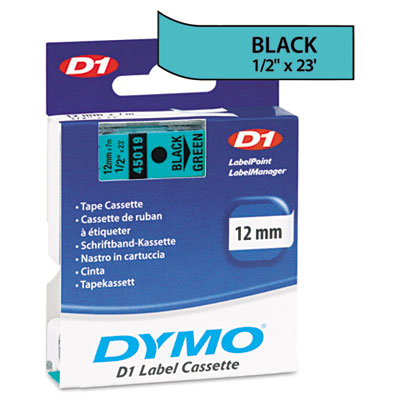 BLACK
1/2" x 23'
D1
12mm x 7m
1/2" x 23'
45019
BLACK
GREEN
D1
LabelPoint
LabelManager
• Tape Cassette
• Cassette de ruban
à étiqueter
• Schriftband-Kassette
• Nastro in cartuccia
• Cinta
• Tapekassett
12 mm
DYMO
D1 Label Cassette